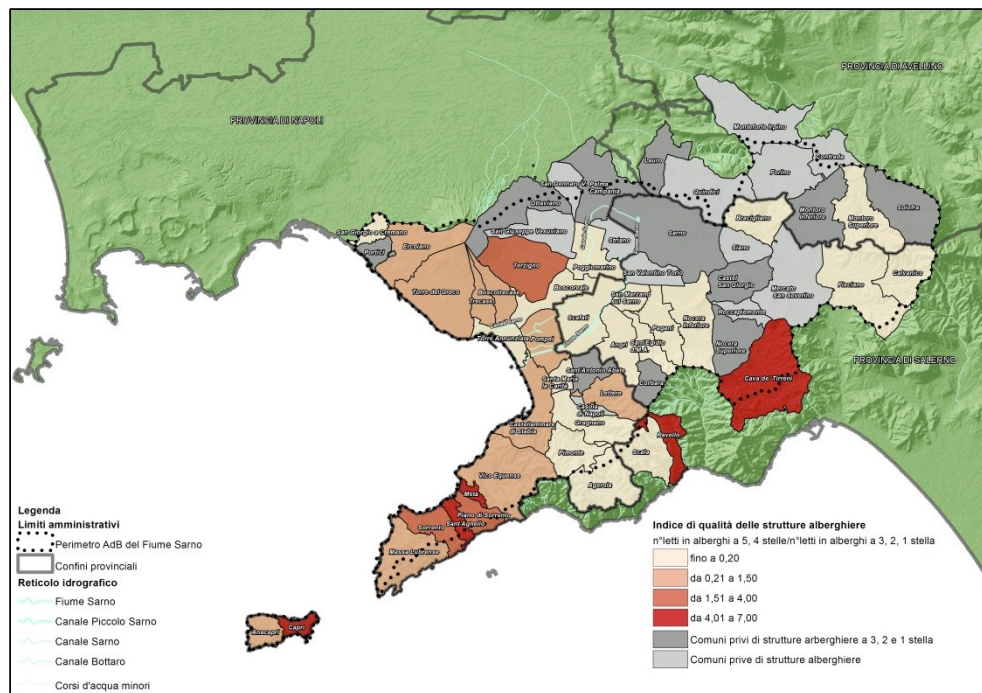 PROVINCIA DI AVELLINO
PROVINCIA DI NAPOLI
Monteforte Irpino
Contrada
Lauro
Forino
San Gennaro V.
Palma
Campania
Quindici
Solofra
Ottaviano
Montoro
Inferiore
Bracigliano
Montoro
Superiore
San Giorgio a Cremano
San Giuseppe Vesuviano
Striano
Sarno
Siano
Ercolano
Portici
Terzigno
Poggiomarino
San Valentino Torio
Castel
San Giorgio
Calvanico
Fisciano
Mercato
san Severino
Torre del Greco
Boscotrecase
Trecase
Boscoreale
San Marzano
sul Sarno
Roccapiemonte
Scafati
Nocera
Inferiore
Pagani
Torre Annunziata
Pompei
Fiume Sarno
Angri
Sant'Egidio
d.M.A.
Nocera
Superiore
PROVINCIA DI SALERNO
Sant'Antonio Abate
Santa Maria
la Carità
Corbara
Cava de' Tirreni
Lettere
Casola
di Napoli
Gragnano
Castellammare
di Stabia
Ravello
Scala
Pimonte
Vico Equense
Agerola
Meta
Piano di Sorrento
Sorrento
Sant'Agnello
Massa Lubrense
Anacapri
Capri
Legenda
Limiti amministrativi
Perimetro AdB del Fiume Sarno
Confini provinciali
Reticolo idrografico
Fiume Sarno
Canale Piccolo Sarno
Canale Sarno
Canale Bottaro
Corsi d'acqua minori
Indice di qualità delle strutture alberghiere
n°letti in alberghi a 5, 4 stelle/n°letti in alberghi a 3, 2, 1 stella
fino a 0,20
da 0,21 a 1,50
da 1,51 a 4,00
da 4,01 a 7,00
Comuni privi di strutture arberghiere a 3, 2 e 1 stella
Comuni prive di strutture alberghiere